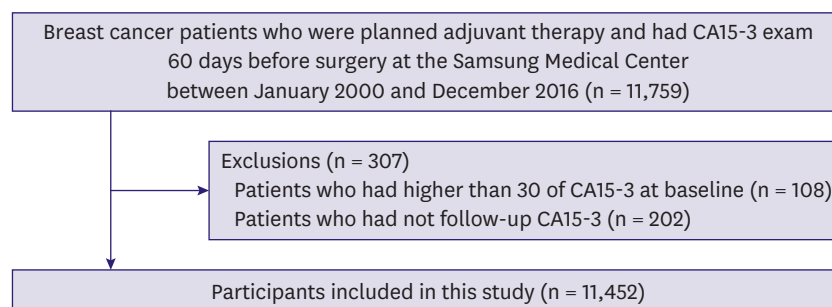 Breast cancer patients who were planned adjuvant therapy and had CA15-3 exam
60 days before surgery at the Samsung Medical Center
between January 2000 and December 2016 (n = 11,759)
Exclusions (n = 307)
Patients who had higher than 30 of CA15-3 at baseline (n = 108)
Patients who had not follow-up CA15-3 (n = 202)
Participants included in this study (n = 11,452)